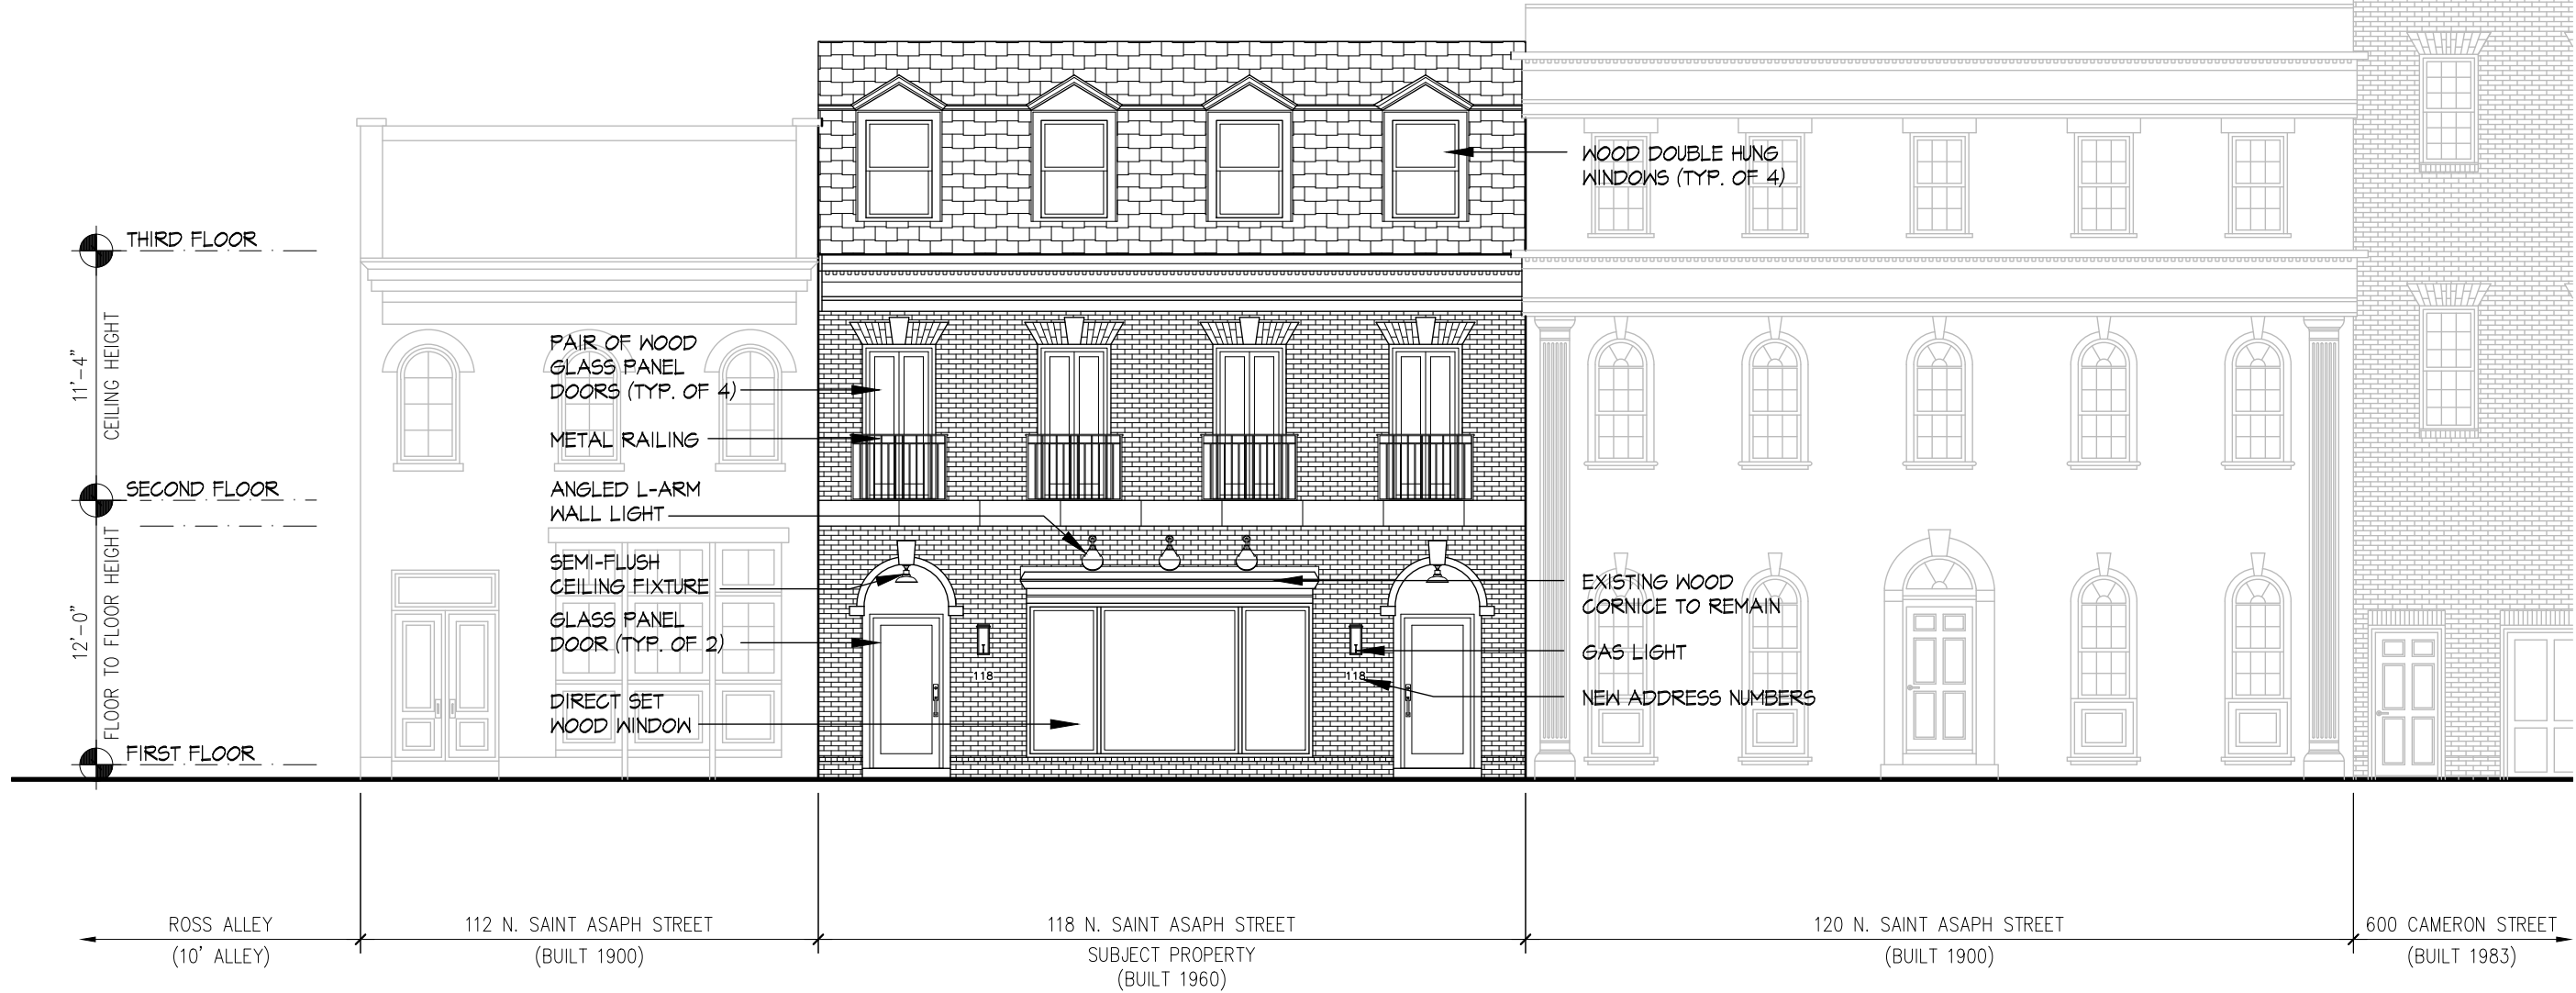 WOOD DOUBLE HUNG
WINDOWS (TYP. OF 4)
THIRD FLOOR
11'-4"
CEILING HEIGHT
PAIR OF WOOD
GLASS PANEL
DOORS (TYP. OF 4)
METAL RAILING
SECOND FLOOR
ANGLED L-ARM
WALL LIGHT
12'-0"
FLOOR TO FLOOR HEIGHT
SEMI-FLUSH
CEILING FIXTURE
EXISTING WOOD
CORNICE TO REMAIN
GLASS PANEL
DOOR (TYP. OF 2)
GAS LIGHT
118
118
NEW ADDRESS NUMBERS
DIRECT SET
WOOD WINDOW
FIRST FLOOR
ROSS ALLEY
(10' ALLEY)
112 N. SAINT ASAPH STREET
(BUILT 1900)
118 N. SAINT ASAPH STREET
SUBJECT PROPERTY
(BUILT 1960)
120 N. SAINT ASAPH STREET
(BUILT 1900)
600 CAMERON STREET
(BUILT 1983)